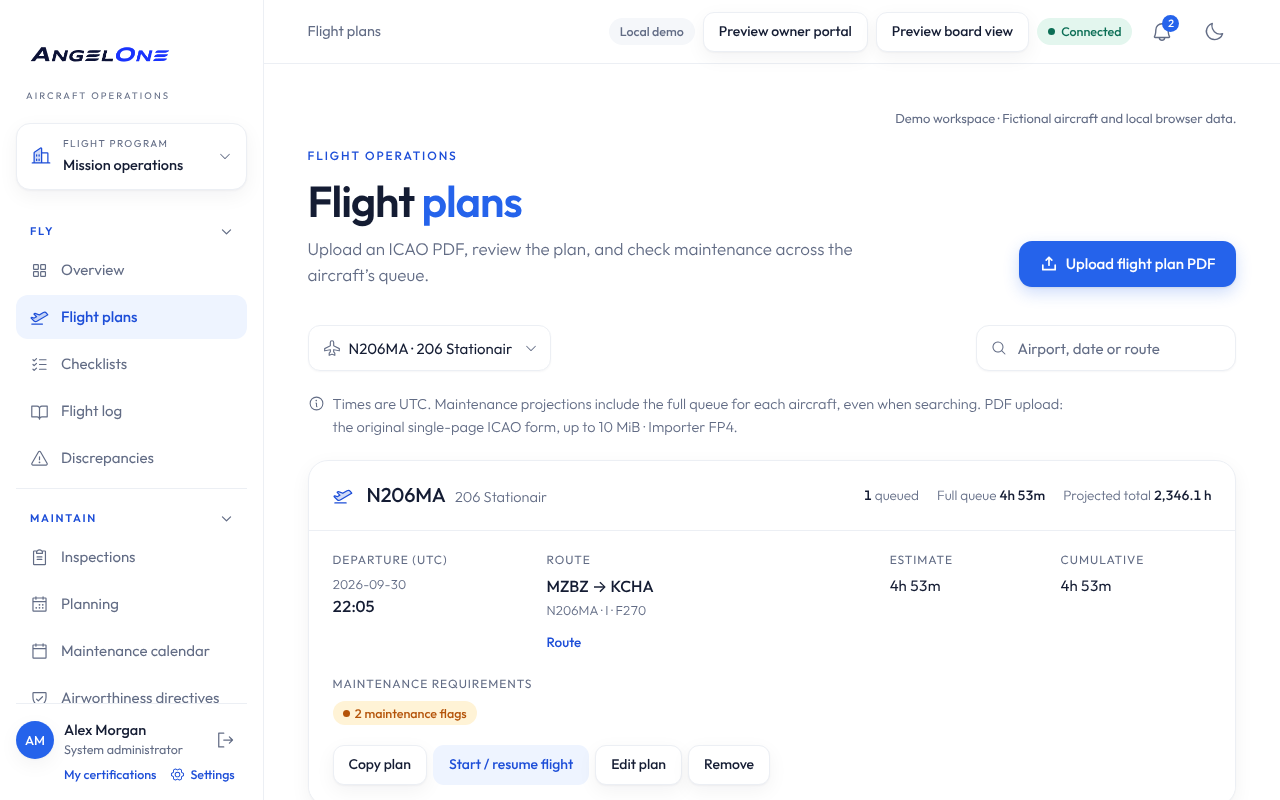 ANGELONE
AIRCRAFT OPERATIONS
FLIGHT PROGRAM
Mission operations
FLY
Overview
Flight plans
Checklists
Flight log
Discrepancies
MAINTAIN
Inspections
Planning
Maintenance calendar
Airworthiness directives
AM
Alex Morgan
System administrator
My certifications
Settings
Flight plans
Local demo
Preview owner portal
Preview board view
Connected
2
Demo workspace · Fictional aircraft and local browser data.
FLIGHT OPERATIONS
Flight plans
Upload an ICAO PDF, review the plan, and check maintenance across the
aircraft’s queue.
Upload flight plan PDF
N206MA · 206 Stationair
Airport, date or route
Times are UTC. Maintenance projections include the full queue for each aircraft, even when searching. PDF upload:
the original single-page ICAO form, up to 10 MiB · Importer FP4.
N206MA 206 Stationair
1 queued Full queue 4h 53m Projected total 2,346.1 h
DEPARTURE (UTC) ROUTE ESTIMATE CUMULATIVE
2026-09-30
22:05
MZBZ → KCHA
N206MA · I · F270
Route
4h 53m
4h 53m
MAINTENANCE REQUIREMENTS
2 maintenance flags
Copy plan Start / resume flight Edit plan Remove